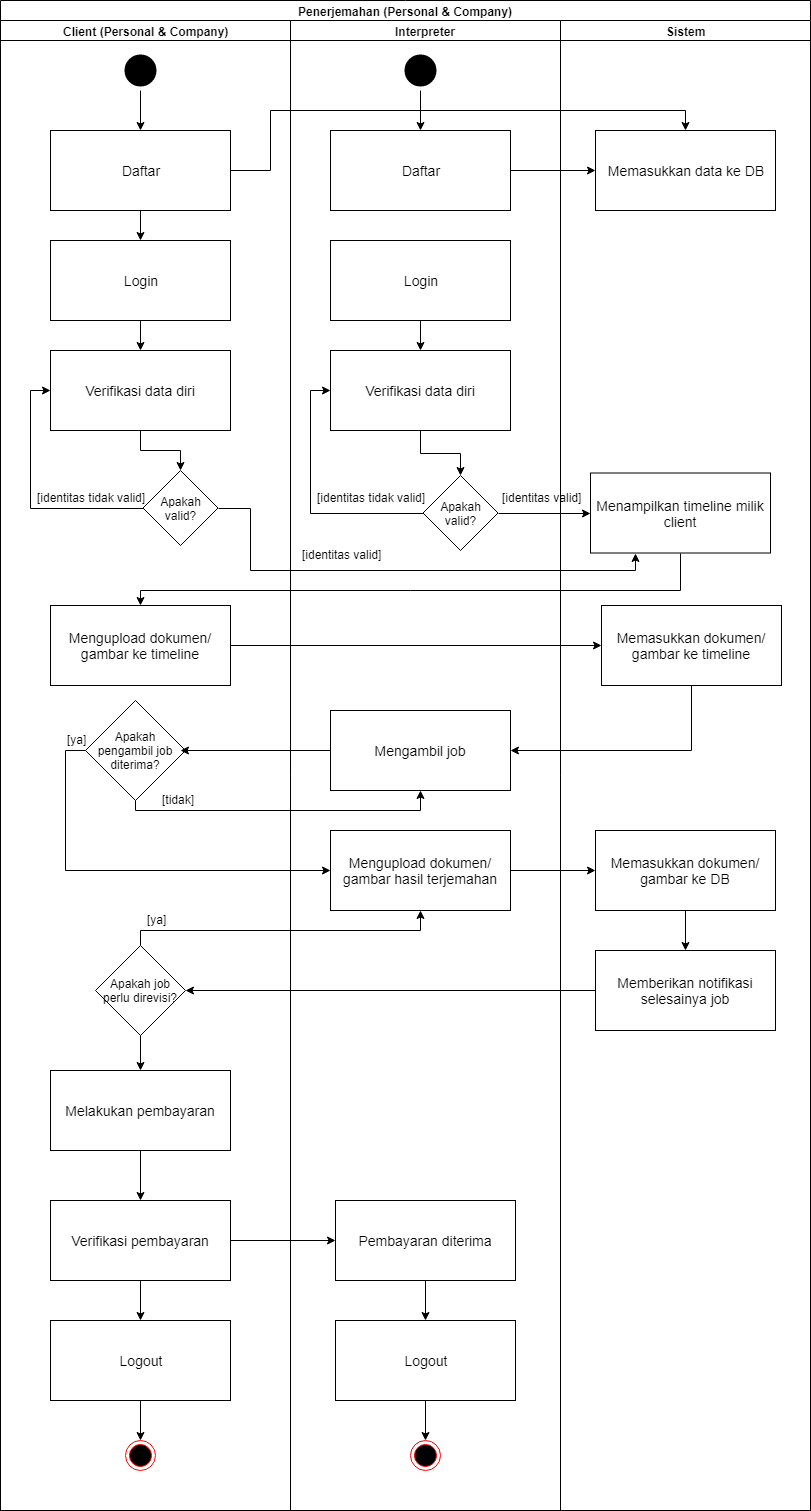 Penerjemahan (Personal & Company)
Client (Personal & Company)
Interpreter
Sistem
Daftar
Daftar
Memasukkan data ke DB
Login
Login
Verifikasi data diri
Verifikasi data diri
[identitas tidak valid]
Apakah
valid?
[identitas tidak valid]
Apakah
valid?
[identitas valid]
Menampilkan timeline milik
client
[identitas valid]
Mengupload dokumen/
gambar ke timeline
Memasukkan dokumen/
gambar ke timeline
[ya]
Apakah
pengambil job
diterima?
Mengambil job
[tidak]
Mengupload dokumen/
gambar hasil terjemahan
Memasukkan dokumen/
gambar ke DB
[ya]
Apakah job
perlu direvisi?
Memberikan notifikasi
selesainya job
Melakukan pembayaran
Verifikasi pembayaran
Pembayaran diterima
Logout
Logout